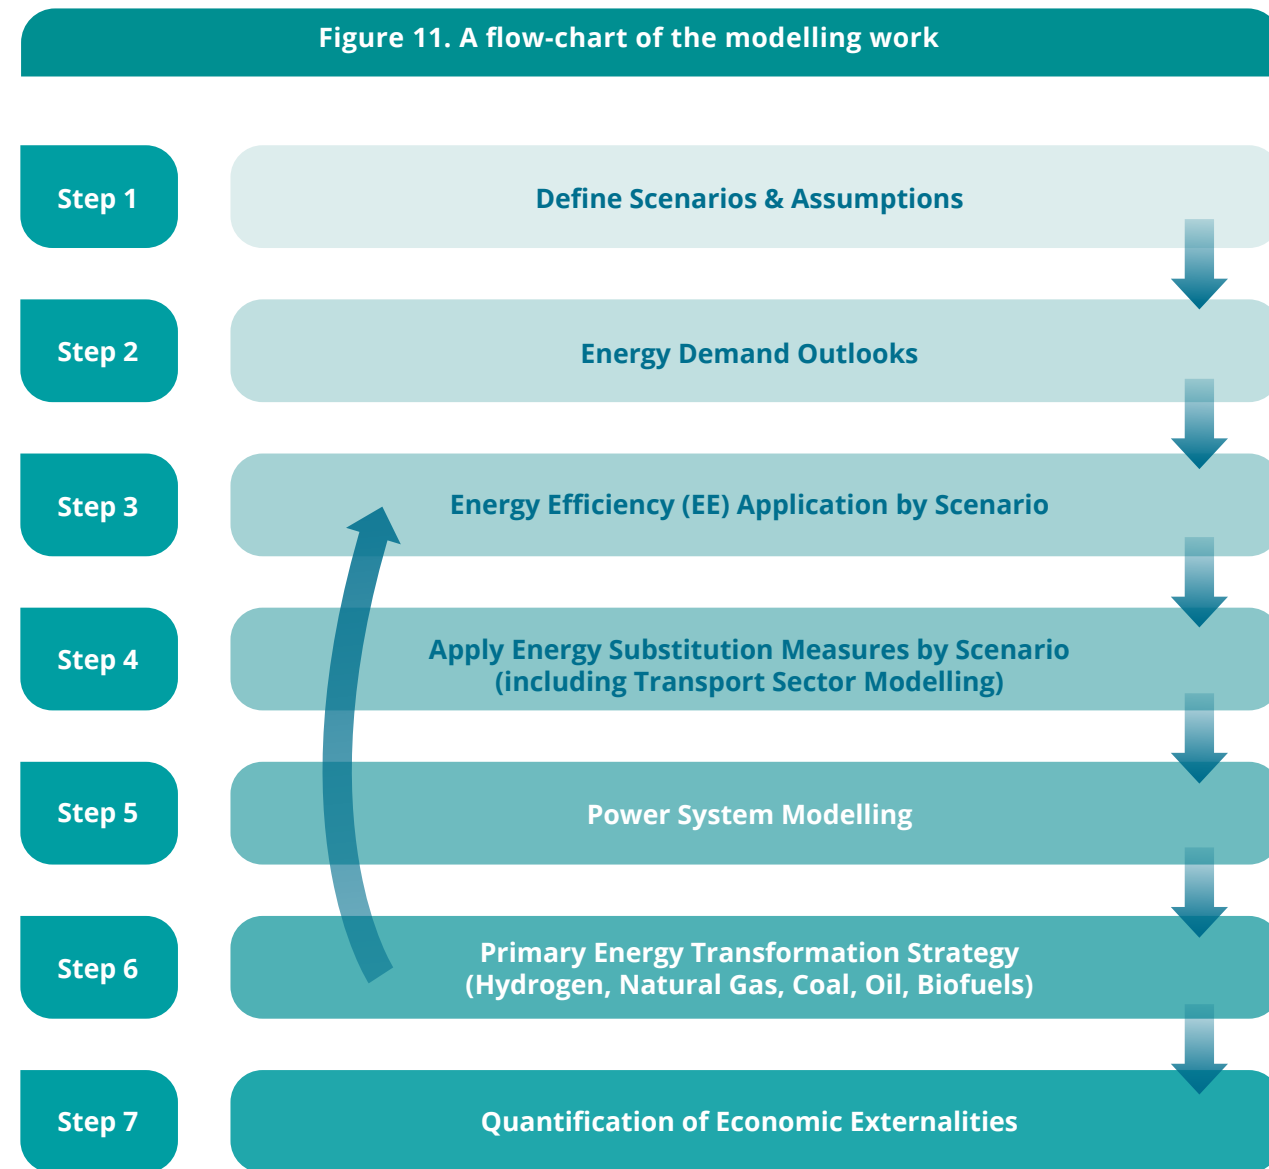 Figure 11. A flow-chart of the modelling work
Step 1
Define Scenarios & Assumptions
Step 2
Energy Demand Outlooks
Step 3
Energy Efficiency (EE) Application by Scenario
Step 4
Apply Energy Substitution Measures by Scenario
(including Transport Sector Modelling)
Step 5
Power System Modelling
Step 6
Primary Energy Transformation Strategy
(Hydrogen, Natural Gas, Coal, Oil, Biofuels)
Step 7
Quantification of Economic Externalities